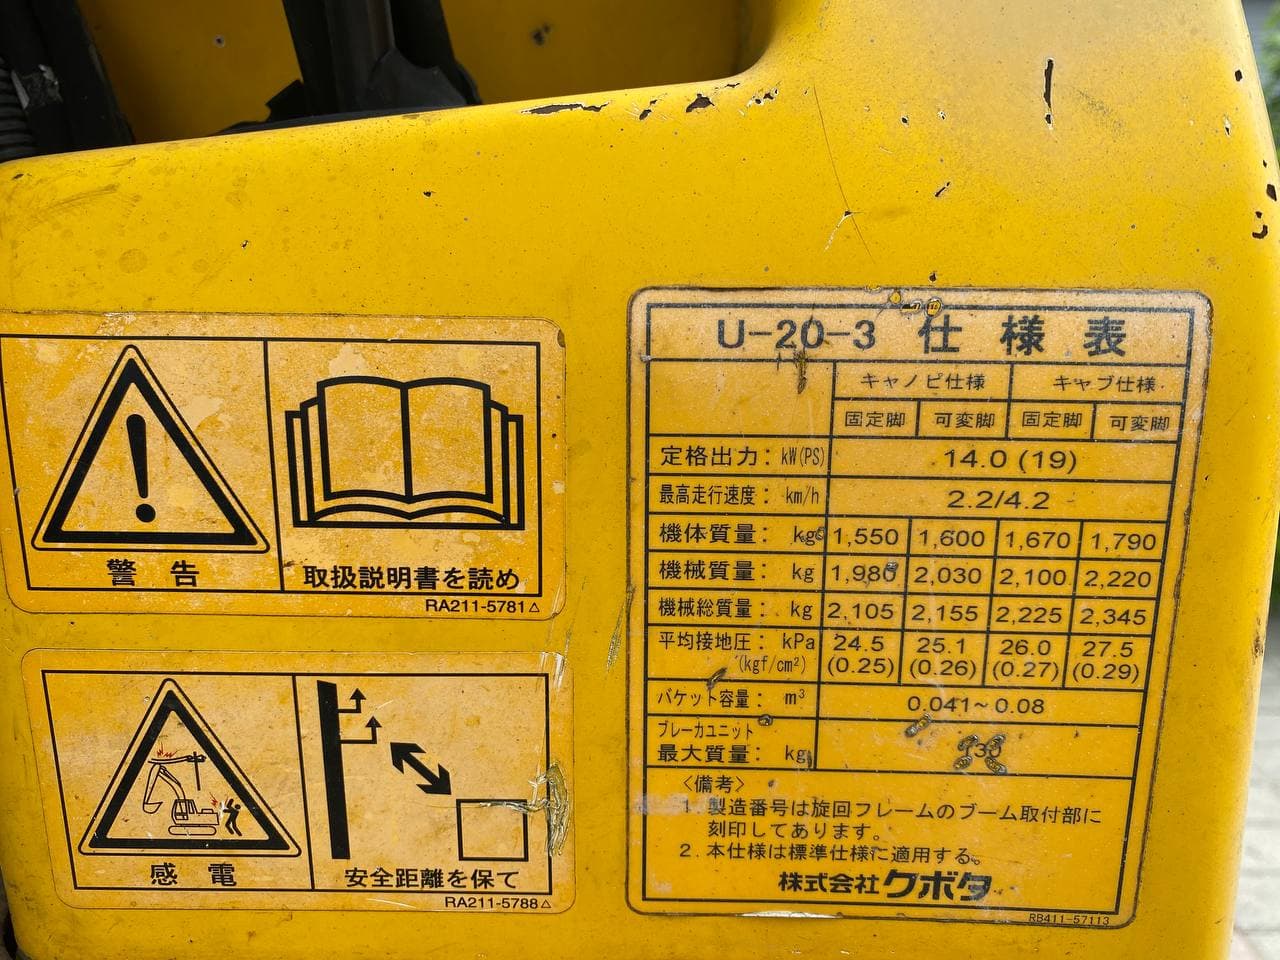 警告
取扱説明書を読め
RA211-5781△
感電
安全距離を保て
RA211-5788△
U-20-3 仕様表
キャノピ仕様 キャブ仕様
固定脚 可変脚 固定脚 可変脚
定格出力: kW(PS) 14.0 (19)
最高走行速度: km/h 2.2/4.2
機体質量: kg 1,550 1,600 1,670 1,790
機械質量: kg 1,980 2,030 2,100 2,220
機械総質量: kg 2,105 2,155 2,225 2,345
平均接地圧: kPa 24.5 25.1 26.0 27.5
(kgf/cm²) (0.25) (0.26) (0.27) (0.29)
バケット容量: m³ 0.041~0.08
ブレーカユニット
最大質量: kg
<備考>
1. 製造番号は旋回フレームのブーム取付部に
刻印してあります。
2. 本仕様は標準仕様に適用する。
株式会社クボタ
RB411-57113